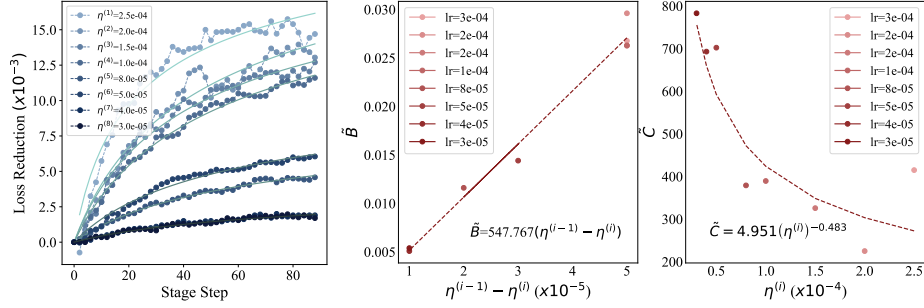 15.0
12.5
10.0
7.5
5.0
2.5
0.0
Loss Reduction (x10⁻³)
η⁽¹⁾=2.5e-04
η⁽²⁾=2.0e-04
η⁽³⁾=1.5e-04
η⁽⁴⁾=1.0e-04
η⁽⁵⁾=8.0e-05
η⁽⁶⁾=5.0e-05
η⁽⁷⁾=4.0e-05
η⁽⁸⁾=3.0e-05
0 20 40 60 80
Stage Step
0.030
0.025
0.020
0.015
0.010
0.005
B̃
lr=3e-04
lr=2e-04
lr=2e-04
lr=1e-04
lr=8e-05
lr=5e-05
lr=4e-05
lr=3e-05
B̃=547.767(η⁽ⁱ⁻¹⁾ − η⁽ⁱ⁾)
1 2 3 4 5
η⁽ⁱ⁻¹⁾ − η⁽ⁱ⁾ (x10⁻⁵)
800
700
600
500
400
300
200
C̃
lr=3e-04
lr=2e-04
lr=2e-04
lr=1e-04
lr=8e-05
lr=5e-05
lr=4e-05
lr=3e-05
C̃ = 4.951(η⁽ⁱ⁾)⁻⁰·⁴⁸³
0.5 1.0 1.5 2.0 2.5
η⁽ⁱ⁾ (x10⁻⁴)